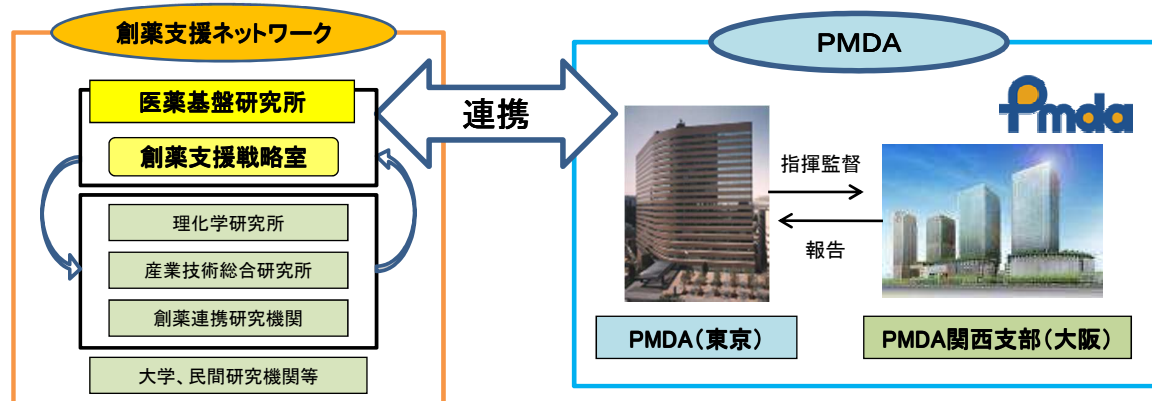 創薬支援ネットワーク
医薬基盤研究所
創薬支援戦略室
理化学研究所
産業技術総合研究所
創薬連携研究機関
大学、民間研究機関等
連携
PMDA
Pmda
指揮監督
報告
PMDA(東京)
PMDA関西支部(大阪)